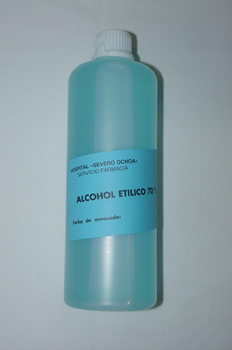 HOSPITAL «SEVERO OCHOA»
SERVICIO FARMACIA
ALCOHOL ETILICO 70
Fecha de envasado: